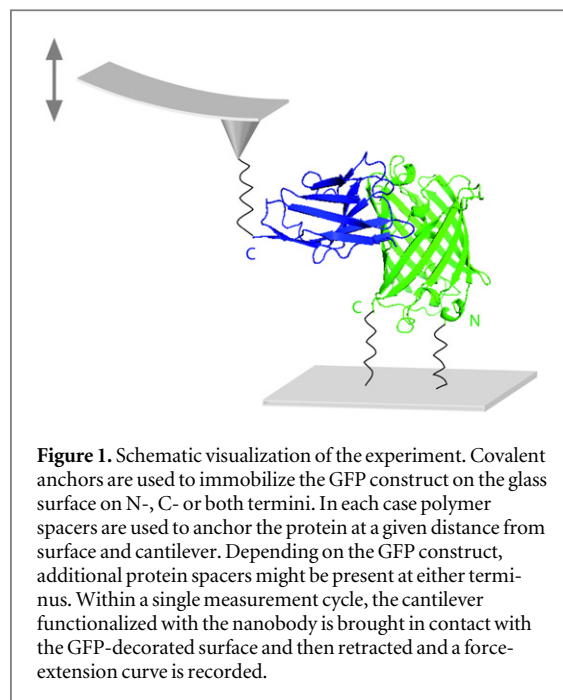 C
C
N
Figure 1. Schematic visualization of the experiment. Covalent
anchors are used to immobilize the GFP construct on the glass
surface on N-, C- or both termini. In each case polymer
spacers are used to anchor the protein at a given distance from
surface and cantilever. Depending on the GFP construct,
additional protein spacers might be present at either termi-
nus. Within a single measurement cycle, the cantilever
functionalized with the nanobody is brought in contact with
the GFP-decorated surface and then retracted and a force-
extension curve is recorded.